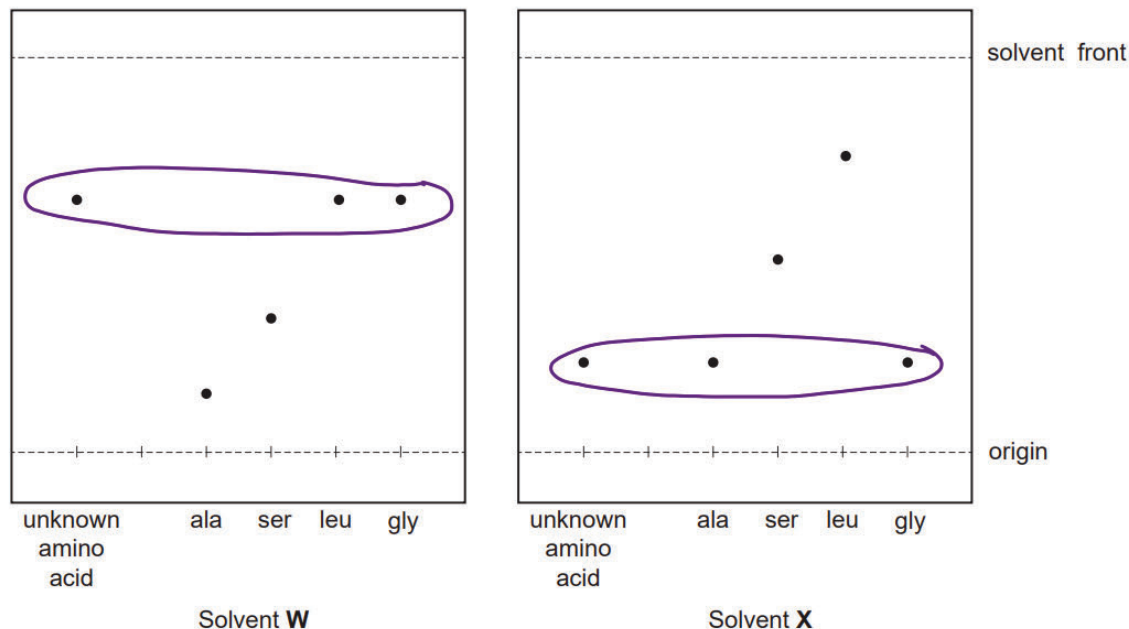 solvent front
origin
unknown amino acid
ala
ser
leu
gly
Solvent W
unknown amino acid
ala
ser
leu
gly
Solvent X